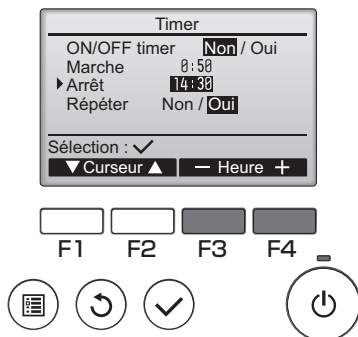 Timer
ON/OFF timer Non / Oui
Marche 0:50
Arrêt 14:30
Répéter Non / Oui
Sélection : ✓
▼ Curseur ▲ — Heure +
F1 F2 F3 F4